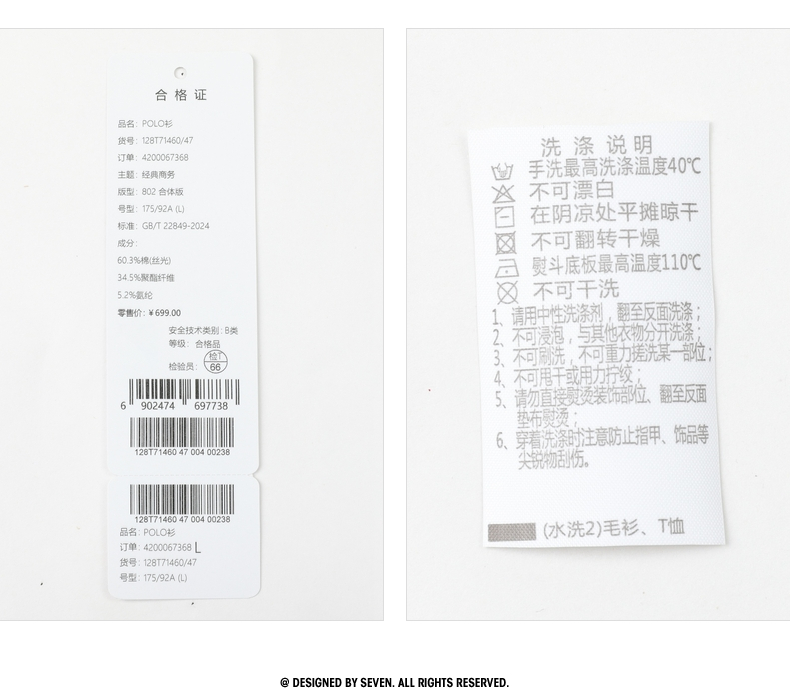 合格证
品名: POLO衫
货号: 128T71460/47
订单: 4200067368
主题: 经典商务
版型: 802 合体版
号型: 175/92A (L)
标准: GB/T 22849-2024
成分:
60.3%棉(丝光)
34.5%聚酯纤维
5.2%氨纶
零售价: ¥699.00
安全技术类别: B类
等级: 合格品
检1
检验员: 66
6 902474 697738
128T71460 47 004 00238
128T71460 47 004 00238
品名: POLO衫
订单: 4200067368 L
货号: 128T71460/47
号型: 175/92A (L)
洗涤说明
手洗最高洗涤温度40℃
不可漂白
在阴凉处平摊晾干
不可翻转干燥
熨斗底板最高温度110℃
不可干洗
1、请用中性洗涤剂，翻至反面洗涤；
2、不可浸泡，与其他衣物分开洗涤；
3、不可刷洗，不可重力搓洗某一部位；
4、不可甩干或用力拧绞；
5、请勿直接熨烫装饰部位、翻至反面
垫布熨烫；
6、穿着洗涤时注意防止指甲、饰品等
尖锐物刮伤。
(水洗2)毛衫、T恤
@ DESIGNED BY SEVEN. ALL RIGHTS RESERVED.